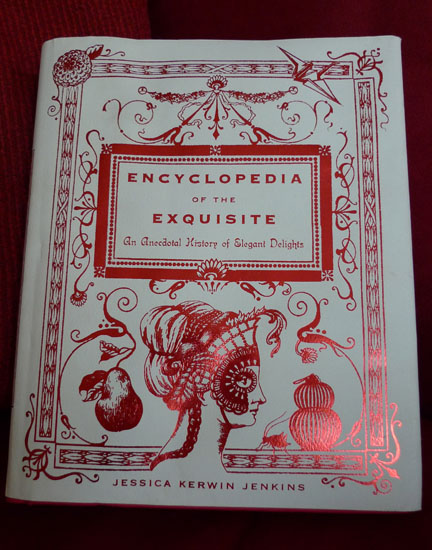 ENCYCLOPEDIA
OF THE
EXQUISITE
An Anecdotal History of Elegant Delights
JESSICA KERWIN JENKINS